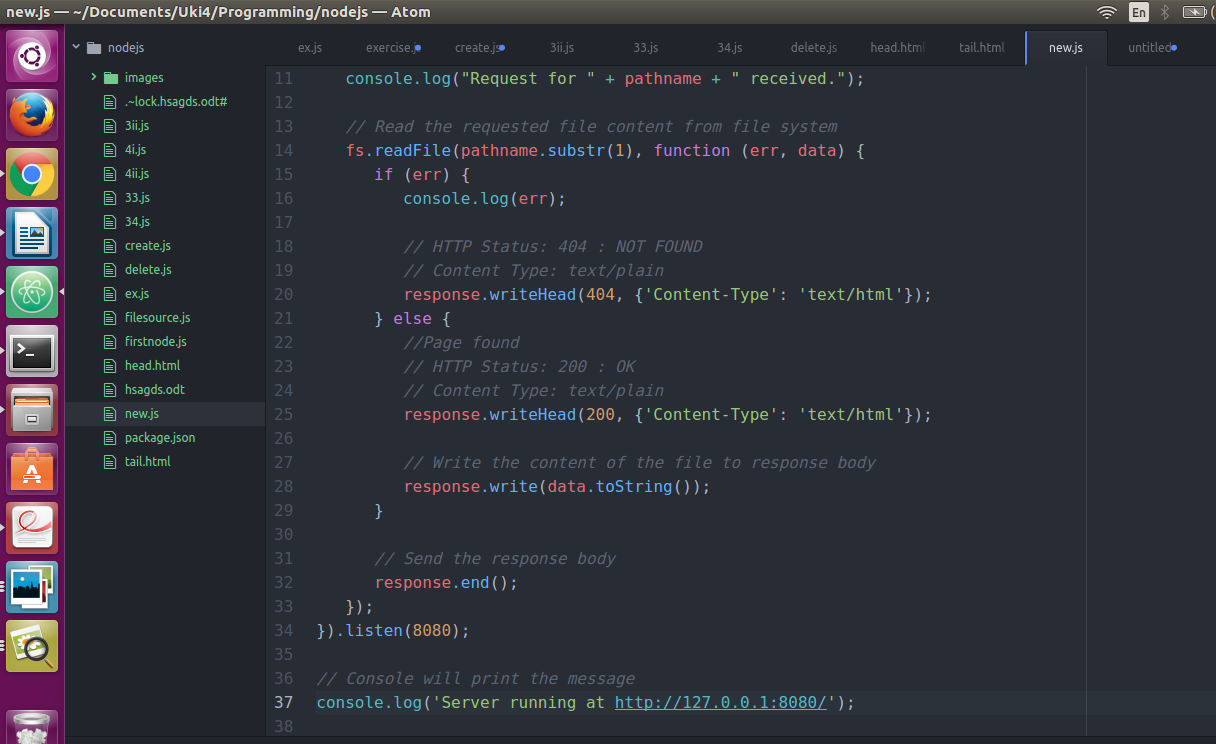 new.js — ~/Documents/Uki4/Programming/nodejs — Atom
En
nodejs
ex.js exercise.j create.js 3ii.js 33.js 34.js delete.js head.html tail.html new.js untitled
images
.~lock.hsagds.odt#
3ii.js
4i.js
4ii.js
33.js
34.js
create.js
delete.js
ex.js
filesource.js
firstnode.js
head.html
hsagds.odt
new.js
package.json
tail.html
11 console.log("Request for " + pathname + " received.");
12
13 // Read the requested file content from file system
14 fs.readFile(pathname.substr(1), function (err, data) {
15 if (err) {
16 console.log(err);
17
18 // HTTP Status: 404 : NOT FOUND
19 // Content Type: text/plain
20 response.writeHead(404, {'Content-Type': 'text/html'});
21 } else {
22 //Page found
23 // HTTP Status: 200 : OK
24 // Content Type: text/plain
25 response.writeHead(200, {'Content-Type': 'text/html'});
26
27 // Write the content of the file to response body
28 response.write(data.toString());
29 }
30
31 // Send the response body
32 response.end();
33 });
34 }).listen(8080);
35
36 // Console will print the message
37 console.log('Server running at http://127.0.0.1:8080/');
38